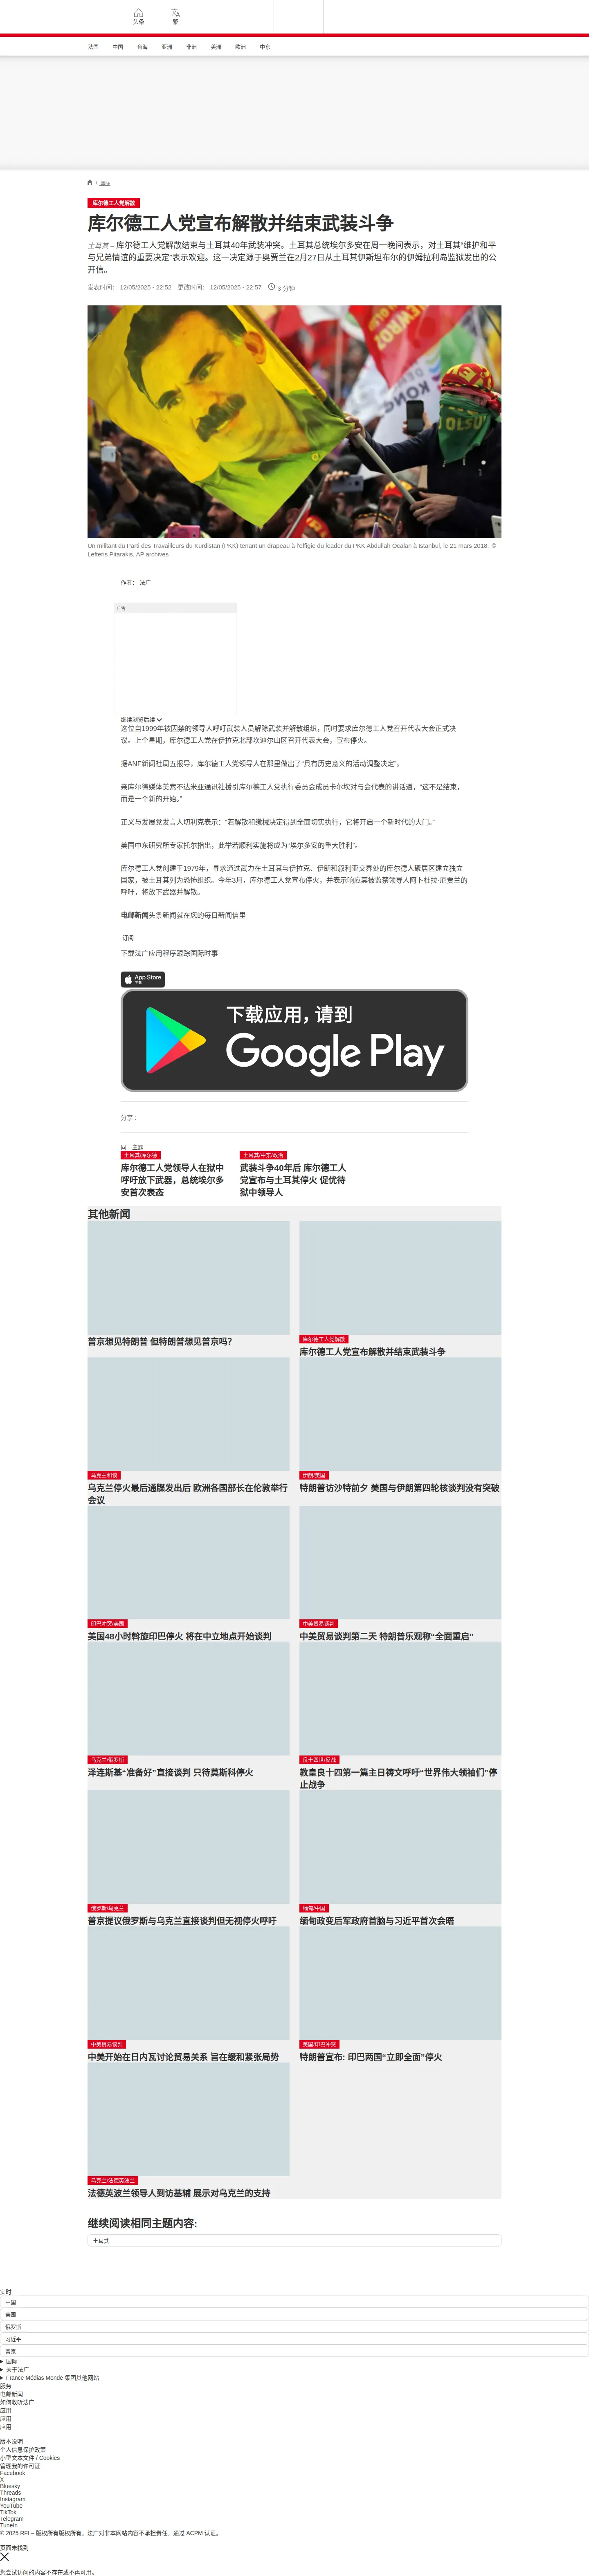 头条
繁
法国
中国
台海
亚洲
非洲
美洲
欧洲
中东
/ 国际
库尔德工人党解散
库尔德工人党宣布解散并结束武装斗争
土耳其 – 库尔德工人党解散结束与土耳其40年武装冲突。土耳其总统埃尔多安在周一晚间表示，对土耳其“维护和平
与兄弟情谊的重要决定”表示欢迎。这一决定源于奥贾兰在2月27日从土耳其伊斯坦布尔的伊姆拉利岛监狱发出的公
开信。
发表时间： 12/05/2025 - 22:52 更改时间： 12/05/2025 - 22:57 3 分钟
Un militant du Parti des Travailleurs du Kurdistan (PKK) tenant un drapeau à l'effigie du leader du PKK Abdullah Öcalan à Istanbul, le 21 mars 2018. ©
Lefteris Pitarakis, AP archives
作者： 法广
广告
继续浏览后续
这位自1999年被囚禁的领导人呼吁武装人员解除武装并解散组织，同时要求库尔德工人党召开代表大会正式决
议。上个星期，库尔德工人党在伊拉克北部坎迪尔山区召开代表大会，宣布停火。
据ANF新闻社周五报导，库尔德工人党领导人在那里做出了“具有历史意义的活动调整决定”。
亲库尔德媒体美索不达米亚通讯社援引库尔德工人党执行委员会成员卡尔坎对与会代表的讲话道，“这不是结束，
而是一个新的开始。”
正义与发展党发言人切利克表示：“若解散和缴械决定得到全面切实执行，它将开启一个新时代的大门。”
美国中东研究所专家托尔指出，此举若顺利实施将成为“埃尔多安的重大胜利”。
库尔德工人党创建于1979年，寻求通过武力在土耳其与伊拉克、伊朗和叙利亚交界处的库尔德人聚居区建立独立
国家，被土耳其列为恐怖组织。今年3月，库尔德工人党宣布停火，并表示响应其被监禁领导人阿卜杜拉·厄贾兰的
呼吁，将放下武器并解散。
电邮新闻头条新闻就在您的每日新闻信里
订阅
下载法广应用程序跟踪国际时事
App Store
下载
下载应用，请到
Google Play
分享 :
同一主题
土耳其/库尔德
库尔德工人党领导人在狱中
呼吁放下武器，总统埃尔多
安首次表态
土耳其/中东/政治
武装斗争40年后 库尔德工人
党宣布与土耳其停火 促优待
狱中领导人
其他新闻
普京想见特朗普 但特朗普想见普京吗？
库尔德工人党解散
库尔德工人党宣布解散并结束武装斗争
乌克兰和谈
乌克兰停火最后通牒发出后 欧洲各国部长在伦敦举行
会议
伊朗/美国
特朗普访沙特前夕 美国与伊朗第四轮核谈判没有突破
印巴冲突/美国
美国48小时斡旋印巴停火 将在中立地点开始谈判
中美贸易谈判
中美贸易谈判第二天 特朗普乐观称“全面重启”
乌克兰/俄罗斯
泽连斯基“准备好”直接谈判 只待莫斯科停火
良十四世/反战
教皇良十四第一篇主日祷文呼吁“世界伟大领袖们”停
止战争
俄罗斯/乌克兰
普京提议俄罗斯与乌克兰直接谈判但无视停火呼吁
缅甸/中国
缅甸政变后军政府首脑与习近平首次会晤
中美贸易谈判
中美开始在日内瓦讨论贸易关系 旨在缓和紧张局势
美国/印巴冲突
特朗普宣布: 印巴两国“立即全面”停火
乌克兰/法德英波兰
法德英波兰领导人到访基辅 展示对乌克兰的支持
继续阅读相同主题内容:
土耳其
实时
中国
美国
俄罗斯
习近平
普京
国际
关于法广
France Médias Monde 集团其他网站
服务
电邮新闻
如何收听法广
应用
应用
应用
版本说明
个人信息保护政策
小型文本文件 / Cookies
管理我的许可证
Facebook
X
Bluesky
Threads
Instagram
YouTube
TikTok
Telegram
TuneIn
© 2025 RFI – 版权所有版权所有。法广对非本网站内容不承担责任。通过 ACPM 认证。
页面未找到
您尝试访问的内容不存在或不再可用。